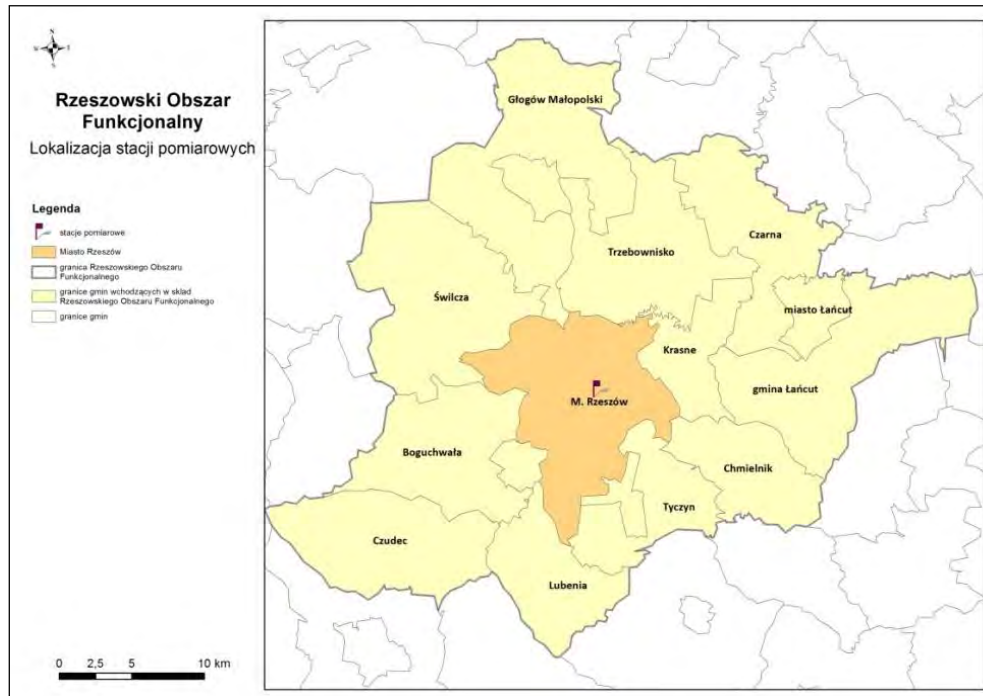 N
W
E
S
Rzeszowski Obszar
Funkcjonalny
Lokalizacja stacji pomiarowych
Legenda
stacje pomiarowe
Miasto Rzeszów
granica Rzeszowskiego Obszaru
Funkcjonalnego
granice gmin wchodzących w skład
Rzeszowskiego Obszaru Funkcjonalnego
granice gmin
0 2,5 5 10 km
Głogów Małopolski
Czarna
Trzebownisko
Świlcza
miasto Łańcut
Krasne
gmina Łańcut
M. Rzeszów
Boguchwała
Chmielnik
Tyczyn
Czudec
Lubenia